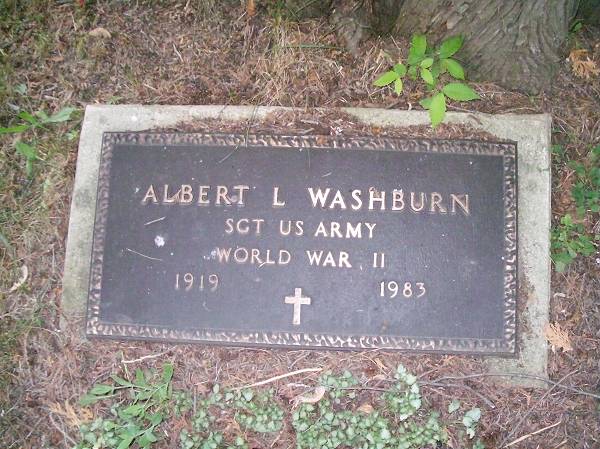 ALBERT L WASHBURN
SGT US ARMY
WORLD WAR II
1919 1983